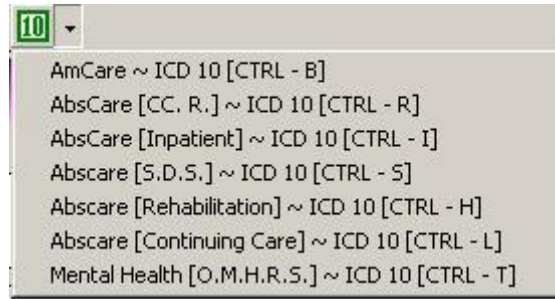 10
AmCare ~ ICD 10 [CTRL - B]
AbsCare [CC. R.] ~ ICD 10 [CTRL - R]
AbsCare [Inpatient] ~ ICD 10 [CTRL - I]
Abscare [S.D.S.] ~ ICD 10 [CTRL - S]
Abscare [Rehabilitation] ~ ICD 10 [CTRL - H]
Abscare [Continuing Care] ~ ICD 10 [CTRL - L]
Mental Health [O.M.H.R.S.] ~ ICD 10 [CTRL - T]